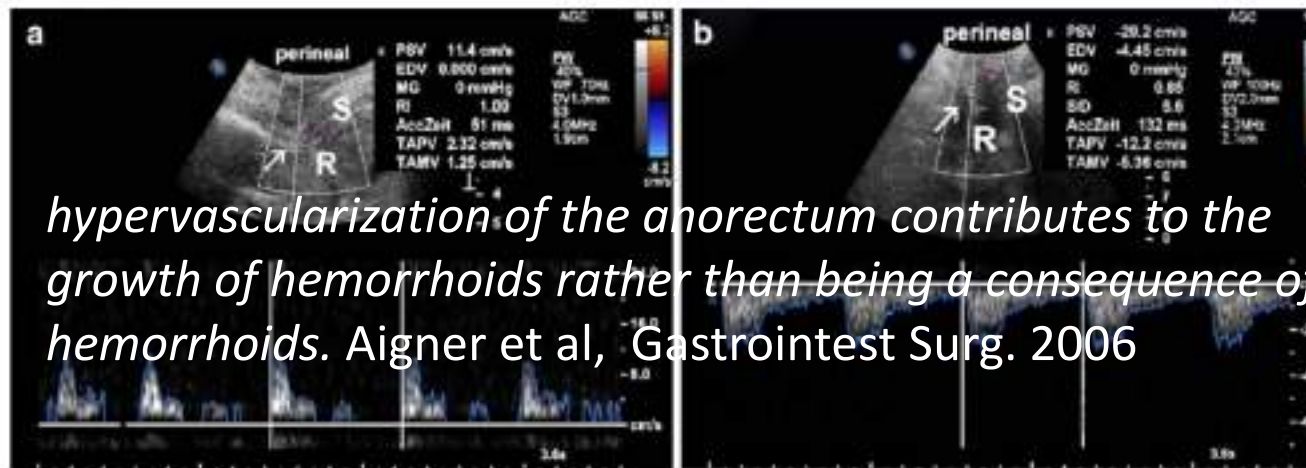 a
perineal
PSV 11.4 cm/s
EDV 0.000 cm/s
MG 0 mmHg
RI 1.00
AccZeit 51 ms
TAPV 2.32 cm/s
TAMV 1.25 cm/s
S
R
b
perineal
PSV -29.2 cm/s
EDV -4.45 cm/s
MG 0 mmHg
RI 0.85
S/D 6.6
AccZeit 132 ms
TAPV -12.2 cm/s
TAMV -5.36 cm/s
S
R
hypervascularization of the anorectum contributes to the
growth of hemorrhoids rather than being a consequence of
hemorrhoids. Aigner et al, Gastrointest Surg. 2006
cm/s